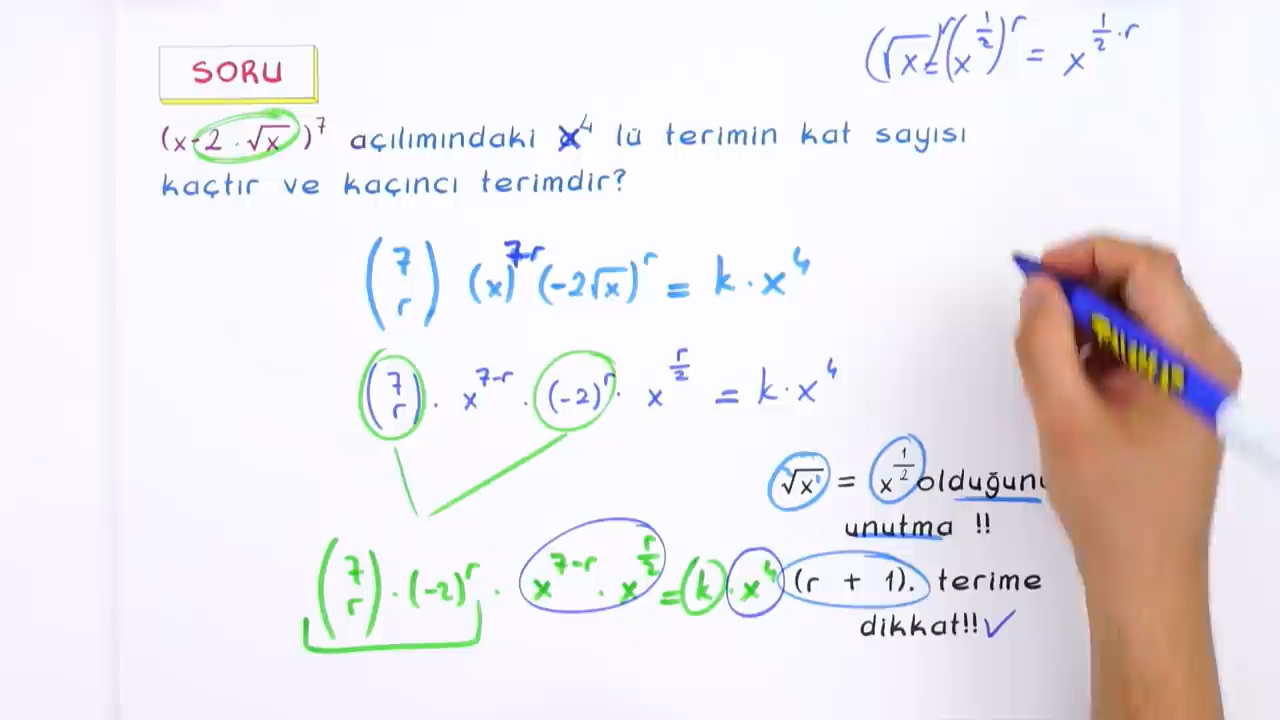 (√x)^r = (x^{1/2})^r = x^{1/2 · r}
SORU
(x-2·√x)^7 açılımındaki x^4 lü terimin kat sayısı
kaçtır ve kaçıncı terimdir?
(7 r) (x)^{7-r} (-2√x)^r = k · x^4
(7 r) · x^{7-r} · (-2)^r · x^{r/2} = k · x^4
√x = x^{1/2} olduğunu
unutma !!
(7 r) · (-2)^r · x^{7-r} · x^{r/2} = k · x^4
(r + 1). terime
dikkat!! ✓